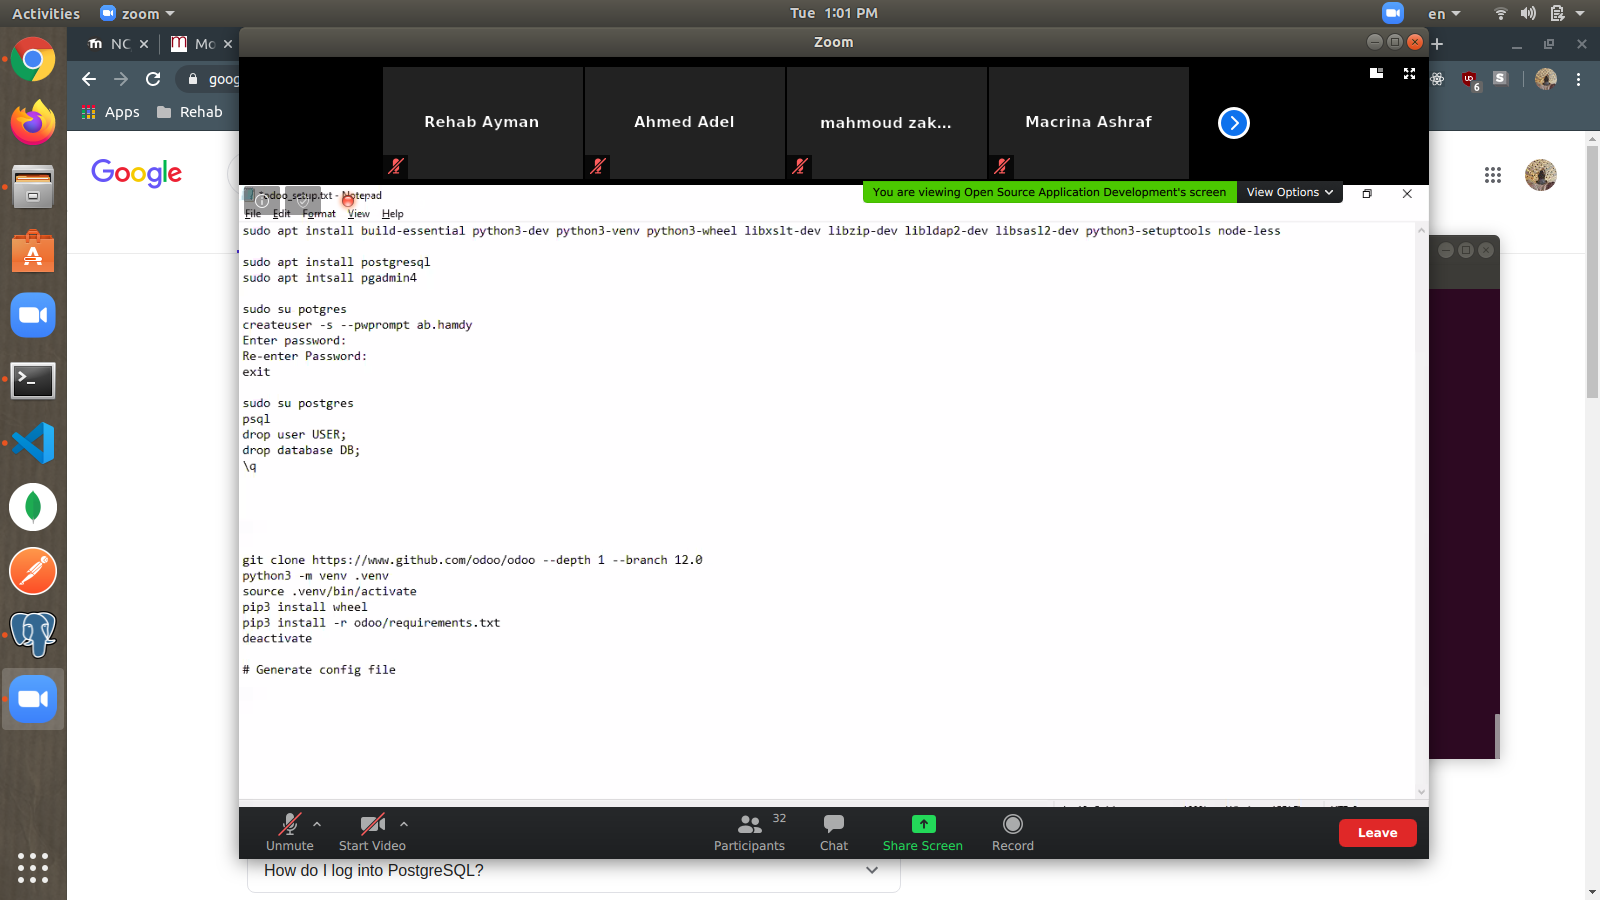 Activities zoom Tue 1:01 PM en
NC Mo
Zoom
goog
6
Apps Rehab
Rehab Ayman Ahmed Adel mahmoud zak... Macrina Ashraf
Google
odoo_setup.txt - Notepad
You are viewing Open Source Application Development's screen View Options
File Edit Format View Help
sudo apt install build-essential python3-dev python3-venv python3-wheel libxslt-dev libzip-dev libldap2-dev libsasl2-dev python3-setuptools node-less
sudo apt install postgresql
sudo apt intsall pgadmin4
sudo su potgres
createuser -s --pwprompt ab.hamdy
Enter password:
Re-enter Password:
exit
sudo su postgres
psql
drop user USER;
drop database DB;
\q
git clone https://www.github.com/odoo/odoo --depth 1 --branch 12.0
python3 -m venv .venv
source .venv/bin/activate
pip3 install wheel
pip3 install -r odoo/requirements.txt
deactivate
# Generate config file
32
Unmute Start Video Participants Chat Share Screen Record Leave
How do I log into PostgreSQL?